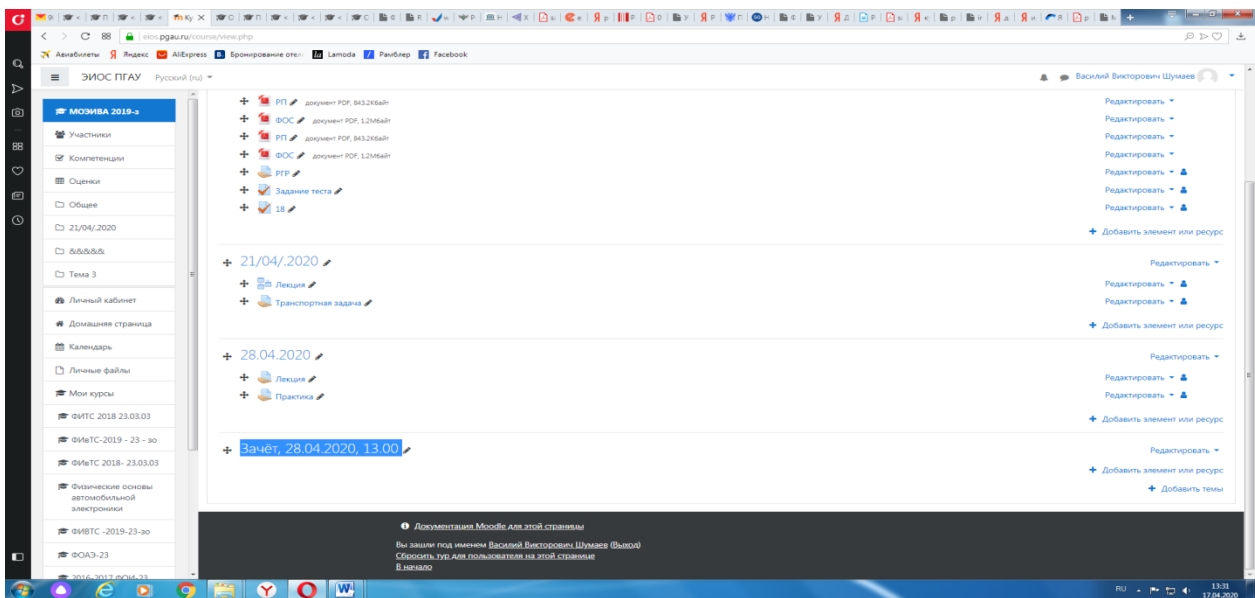 eios.pgau.ru/course/view.php
Авиабилеты Яндекс AliExpress Бронирование отел Lamoda Рамблер Facebook
ЭИОС ПГАУ Русский (ru) Василий Викторович Шумаев
МОЭИВА 2019-з
Участники
Компетенции
Оценки
Общее
21/04/.2020
&&&&&
Тема 3
Личный кабинет
Домашняя страница
Календарь
Личные файлы
Мои курсы
ФИТС 2018 23.03.03
ФИвТС-2019 - 23 - зо
ФИвТС 2018- 23.03.03
Физические основы
автомобильной
электроники
ФИВТС -2019-23-зо
ФОАЭ-23
2016-2017 ФОИ-23
РП документ PDF, 843.2Кбайт Редактировать
ФОС документ PDF, 1.2Мбайт Редактировать
РП документ PDF, 843.2Кбайт Редактировать
ФОС документ PDF, 1.2Мбайт Редактировать
РГР Редактировать
Задание теста Редактировать
18 Редактировать
Добавить элемент или ресурс
21/04/.2020 Редактировать
Лекция Редактировать
Транспортная задача Редактировать
Добавить элемент или ресурс
28.04.2020 Редактировать
Лекция Редактировать
Практика Редактировать
Добавить элемент или ресурс
Зачёт, 28.04.2020, 13.00 Редактировать
Добавить элемент или ресурс
Добавить темы
Документация Moodle для этой страницы
Вы зашли под именем Василий Викторович Шумаев (Выход)
Сбросить тур для пользователя на этой странице
В начало
RU 13:31
17.04.2020